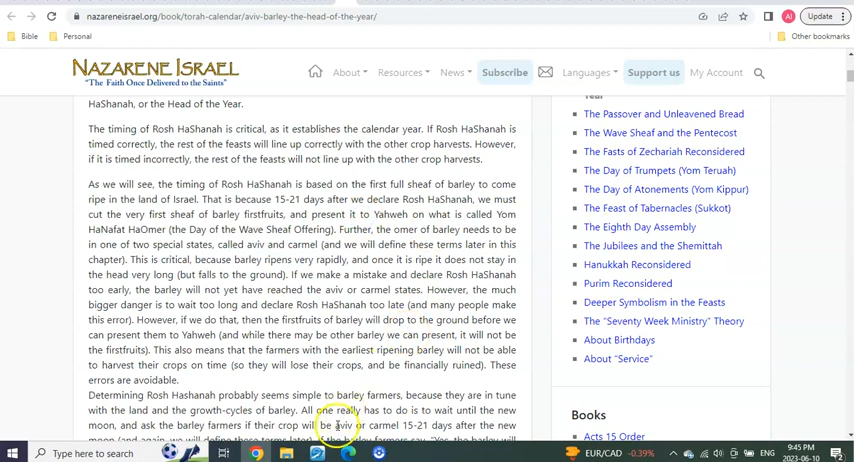 nazareneisrael.org/book/torah-calendar/aviv-barley-the-head-of-the-year/
AI
Update
Bible
Personal
Other bookmarks
NAZARENE ISRAEL
"The Faith Once Delivered to the Saints"
About
Resources
News
Subscribe
Languages
Support us
My Account
HaShanah, or the Head of the Year.
The timing of Rosh HaShanah is critical, as it establishes the calendar year. If Rosh HaShanah is
timed correctly, the rest of the feasts will line up correctly with the other crop harvests. However,
if it is timed incorrectly, the rest of the feasts will not line up with the other crop harvests.
As we will see, the timing of Rosh HaShanah is based on the first full sheaf of barley to come
ripe in the land of Israel. That is because 15-21 days after we declare Rosh HaShanah, we must
cut the very first sheaf of barley firstfruits, and present it to Yahweh on what is called Yom
HaNafat HaOmer (the Day of the Wave Sheaf Offering). Further, the omer of barley needs to be
in one of two special states, called aviv and carmel (and we will define these terms later in this
chapter). This is critical, because barley ripens very rapidly, and once it is ripe it does not stay in
the head very long (but falls to the ground). If we make a mistake and declare Rosh HaShanah
too early, the barley will not yet have reached the aviv or carmel states. However, the much
bigger danger is to wait too long and declare Rosh HaShanah too late (and many people make
this error). However, if we do that, then the firstfruits of barley will drop to the ground before we
can present them to Yahweh (and while there may be other barley we can present, it will not be
the firstfruits). This also means that the farmers with the earliest ripening barley will not be able
to harvest their crops on time (so they will lose their crops, and be financially ruined). These
errors are avoidable.
Determining Rosh Hashanah probably seems simple to barley farmers, because they are in tune
with the land and the growth-cycles of barley. All one really has to do is to wait until the new
moon, and ask the barley farmers if their crop will be aviv or carmel 15-21 days after the new
moon (and again, we will define these terms later). If the barley farmers say, "Yes, the barley will
Year
The Passover and Unleavened Bread
The Wave Sheaf and the Pentecost
The Fasts of Zechariah Reconsidered
The Day of Trumpets (Yom Teruah)
The Day of Atonements (Yom Kippur)
The Feast of Tabernacles (Sukkot)
The Eighth Day Assembly
The Jubilees and the Shemittah
Hanukkah Reconsidered
Purim Reconsidered
Deeper Symbolism in the Feasts
The "Seventy Week Ministry" Theory
About Birthdays
About "Service"
Books
Acts 15 Order
Type here to search
EUR/CAD -0.39%
9:45 PM
2023-06-10